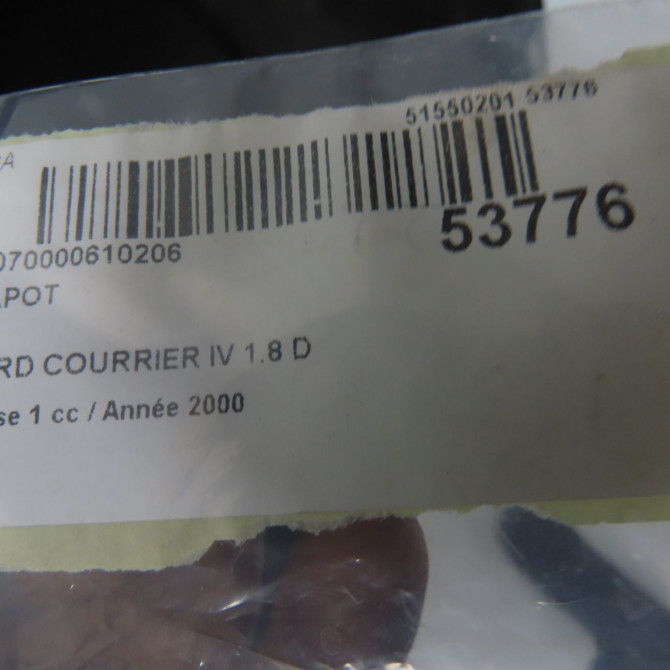 51550201 53776
53776
070000610206
APOT
RD COURRIER IV 1.8 D
se 1 cc / Année 2000